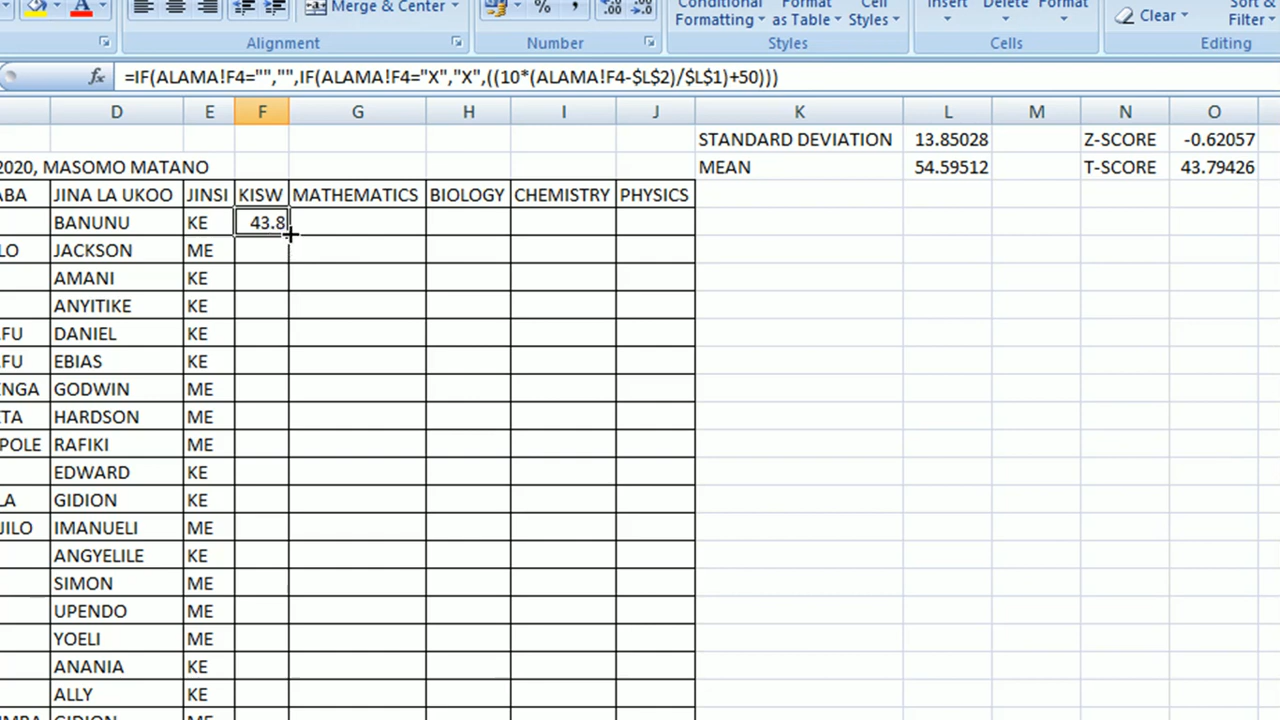 Merge & Center
%
,
Conditional Formatting
Format as Table
Cell Styles
Insert
Delete
Format
Clear
Sort & Filter
Alignment
Number
Styles
Cells
Editing
fx =IF(ALAMA!F4="","",IF(ALAMA!F4="X","X",((10*(ALAMA!F4-$L$2)/$L$1)+50)))
D E F G H I J K L M N O
STANDARD DEVIATION 13.85028 Z-SCORE -0.62057
2020, MASOMO MATANO MEAN 54.59512 T-SCORE 43.79426
ABA JINA LA UKOO JINSI KISW MATHEMATICS BIOLOGY CHEMISTRY PHYSICS
BANUNU KE 43.8
LO JACKSON ME
AMANI KE
ANYITIKE KE
AFU DANIEL KE
AFU EBIAS KE
ENGA GODWIN ME
TA HARDSON ME
POLE RAFIKI ME
EDWARD KE
LA GIDION KE
JILO IMANUELI ME
ANGYELILE KE
SIMON ME
UPENDO ME
YOELI ME
ANANIA KE
ALLY KE
GIDION ME